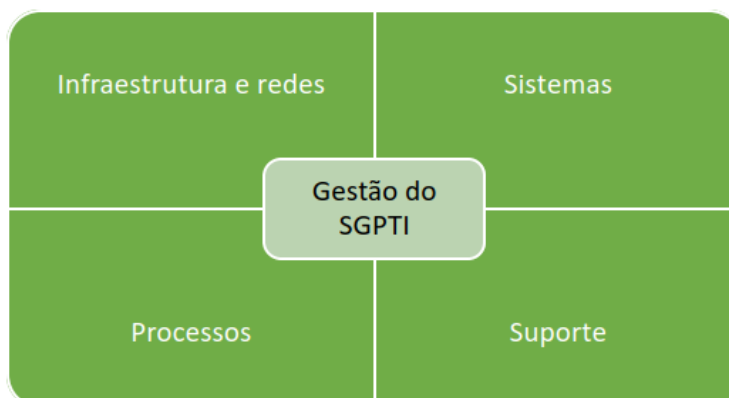 Infraestrutura e redes
Sistemas
Gestão do
SGPTI
Processos
Suporte